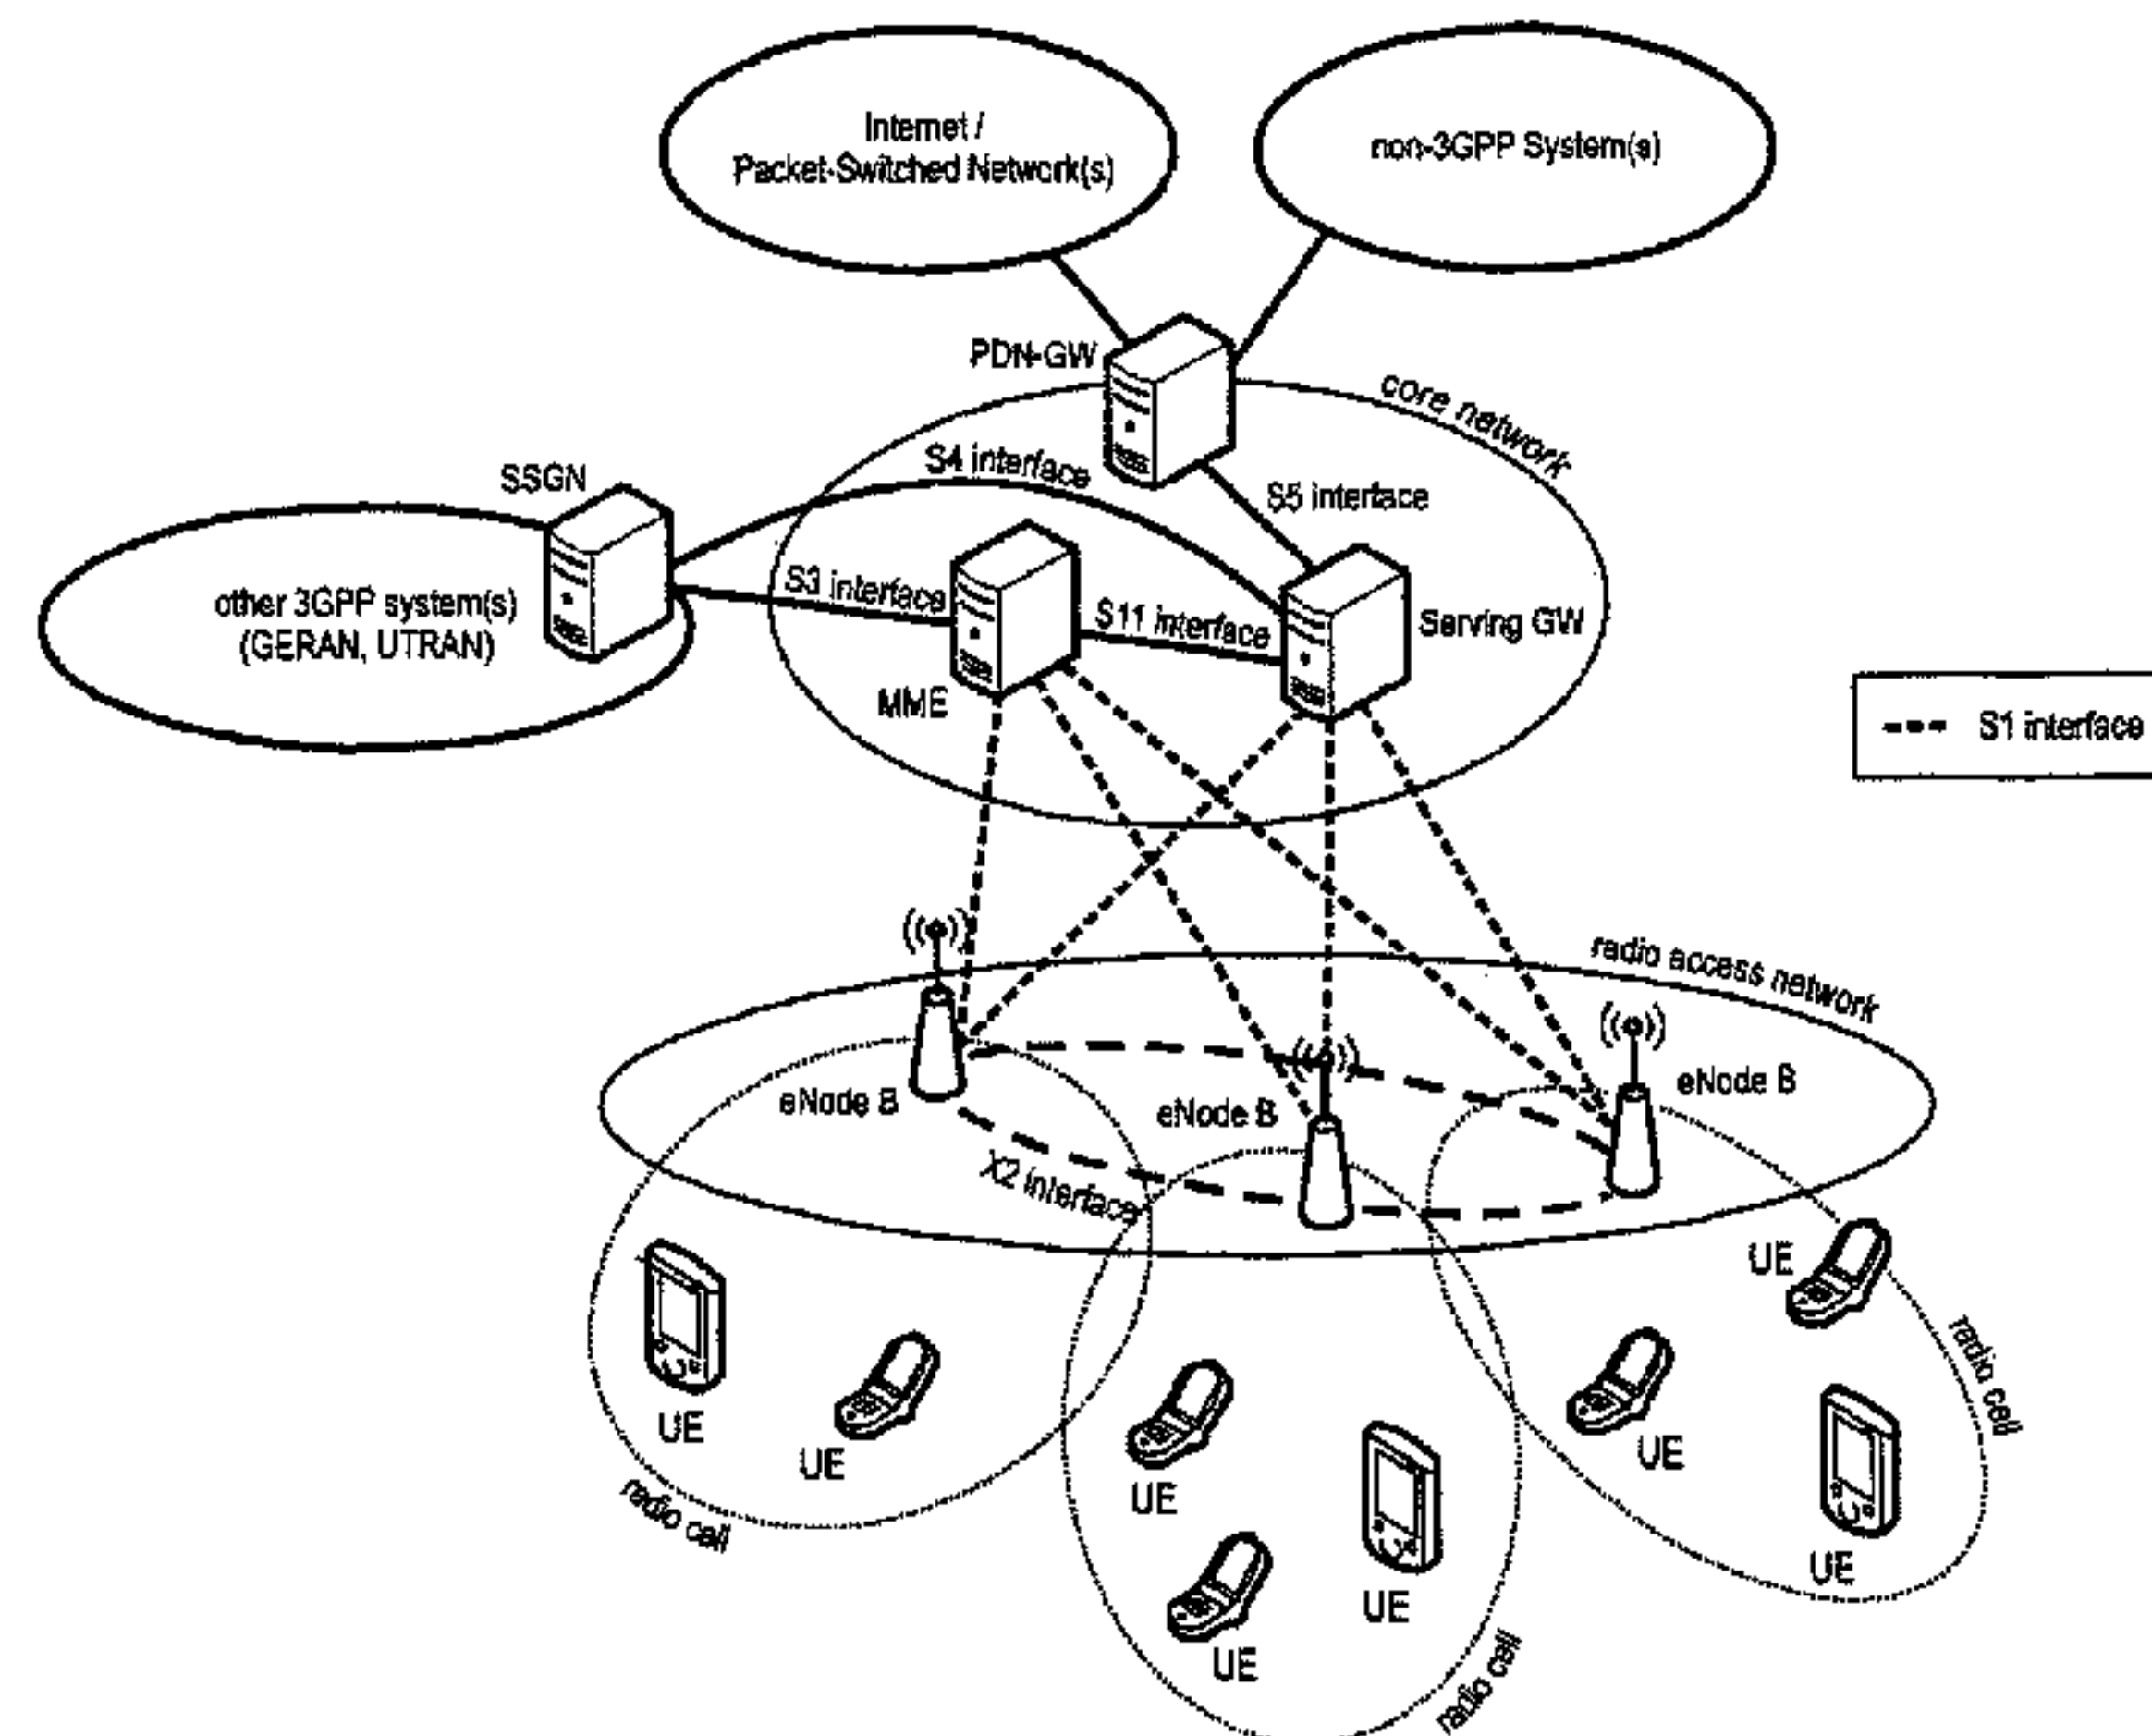 Internet /
Packet-Switched Network(s)
non-3GPP System(s)
PDN-GW
core network
SSGN
S4 interface
S5 interface
other 3GPP system(s)
(GERAN, UTRAN)
S3 interface
S11 interface
Serving GW
MME
S1 interface
radio access network
eNode B
eNode B
eNode B
X2 interface
UE
UE
radio cell
UE
UE
UE
radio cell
UE
UE
UE
radio cell